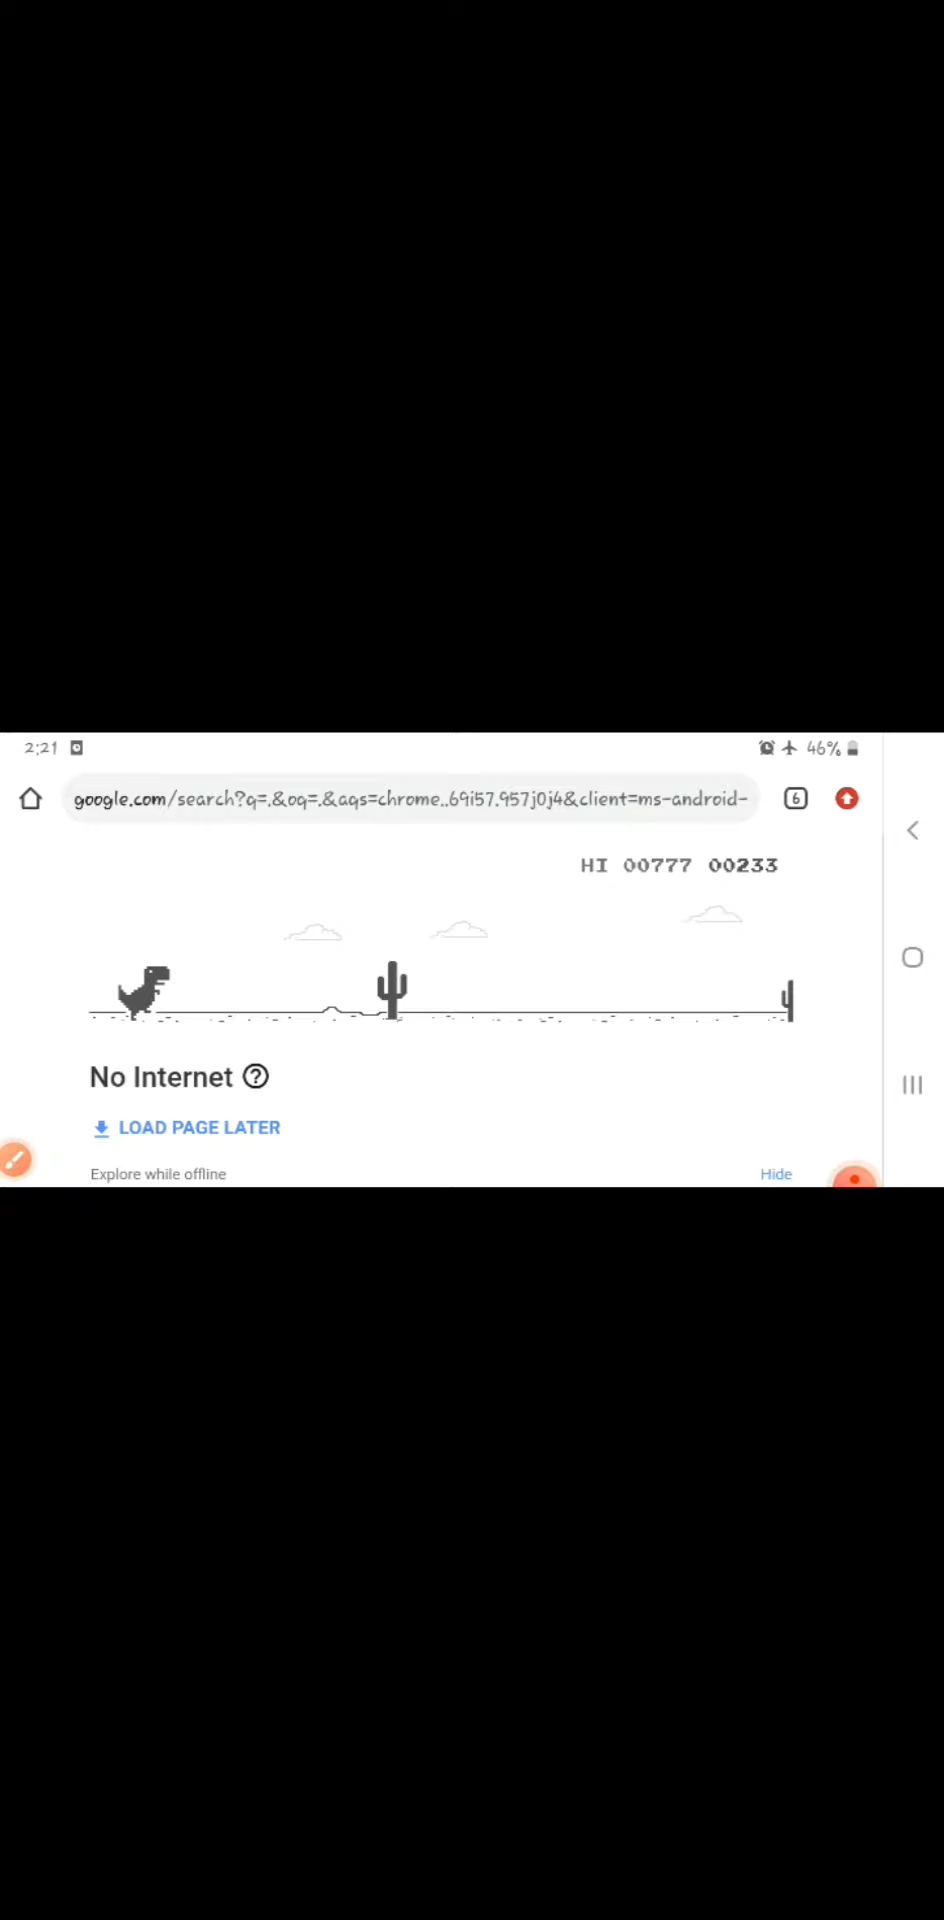 2:21 46%
google.com/search?q=.&oq=.&aqs=chrome..69i57.957j0j4&client=ms-android- 6
HI 00777 00233
No Internet
LOAD PAGE LATER
Explore while offline Hide